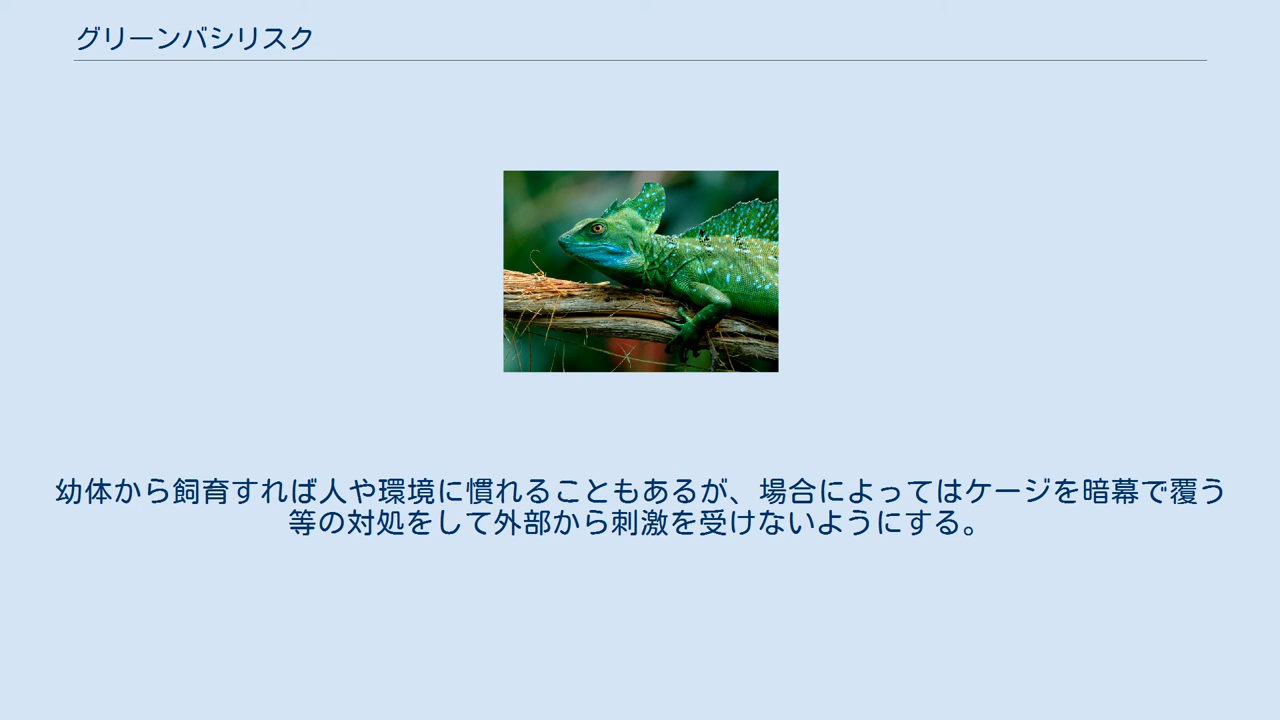 グリーンバシリスク
幼体から飼育すれば人や環境に慣れることもあるが、場合によってはケージを暗幕で覆う
等の対処をして外部から刺激を受けないようにする。